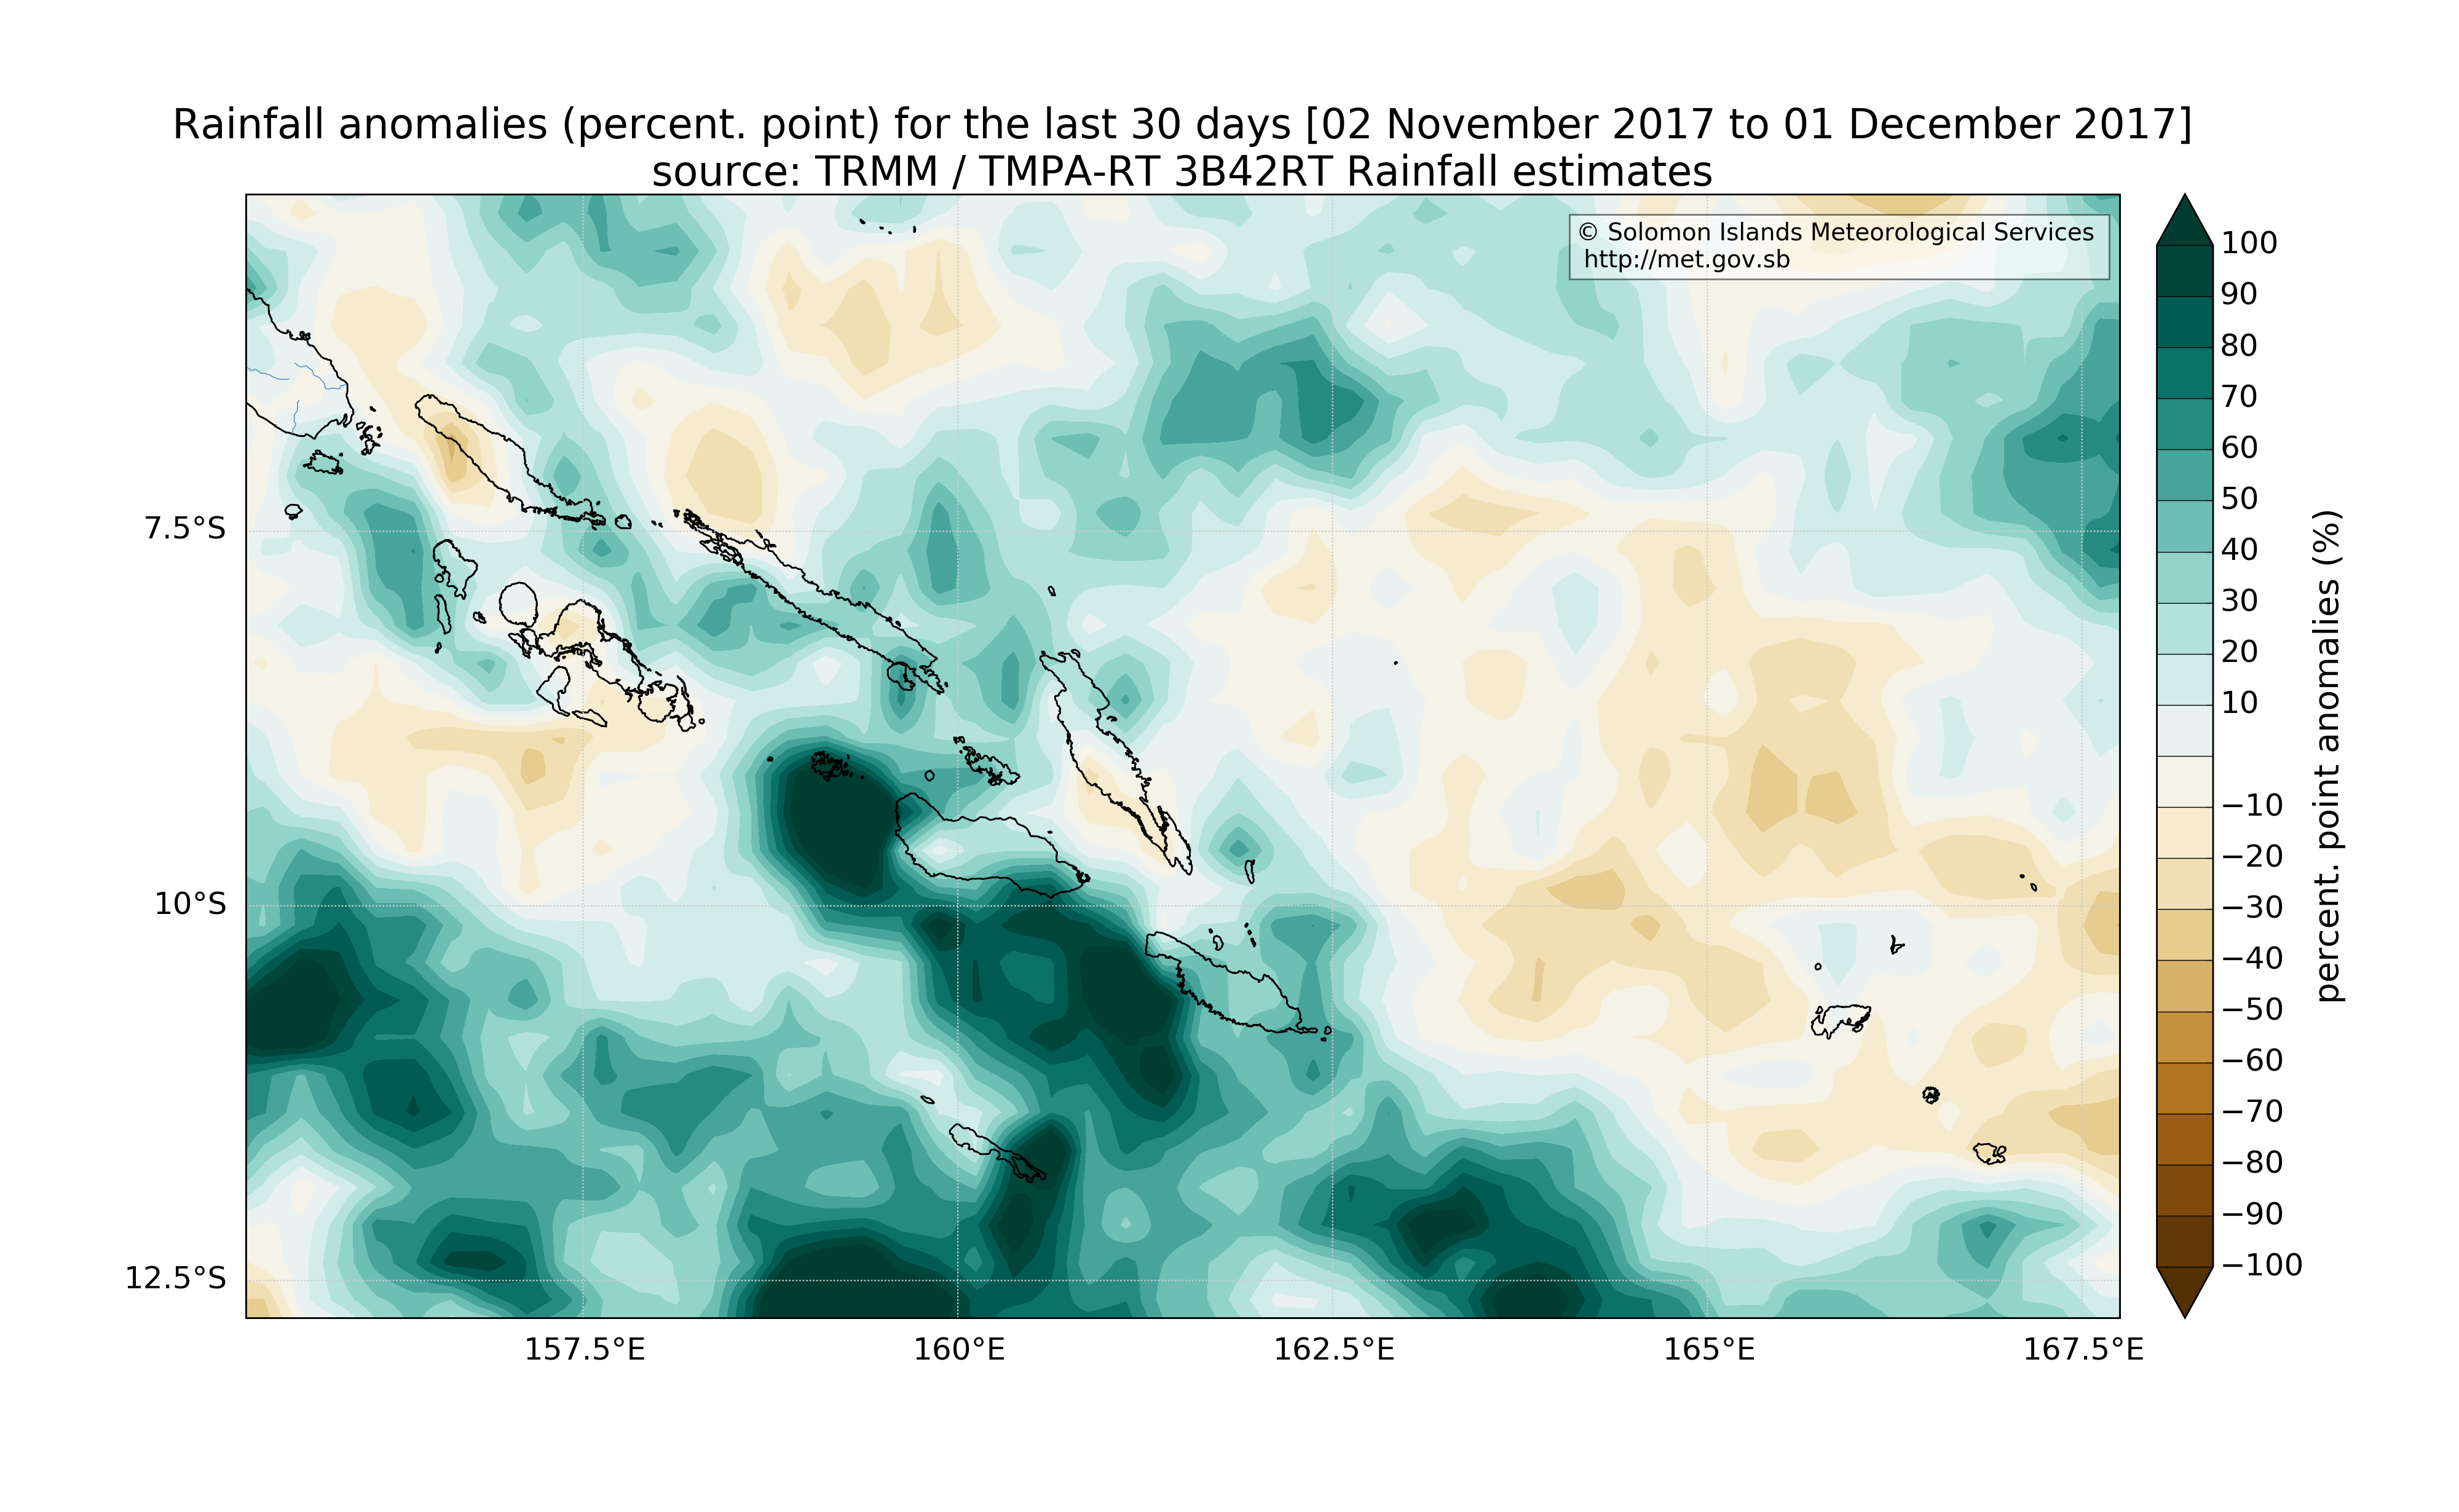 Rainfall anomalies (percent. point) for the last 30 days [02 November 2017 to 01 December 2017]
source: TRMM / TMPA-RT 3B42RT Rainfall estimates
© Solomon Islands Meteorological Services
http://met.gov.sb
7.5°S
10°S
12.5°S
157.5°E
160°E
162.5°E
165°E
167.5°E
100
90
80
70
60
50
40
30
20
10
−10
−20
−30
−40
−50
−60
−70
−80
−90
−100
percent. point anomalies (%)